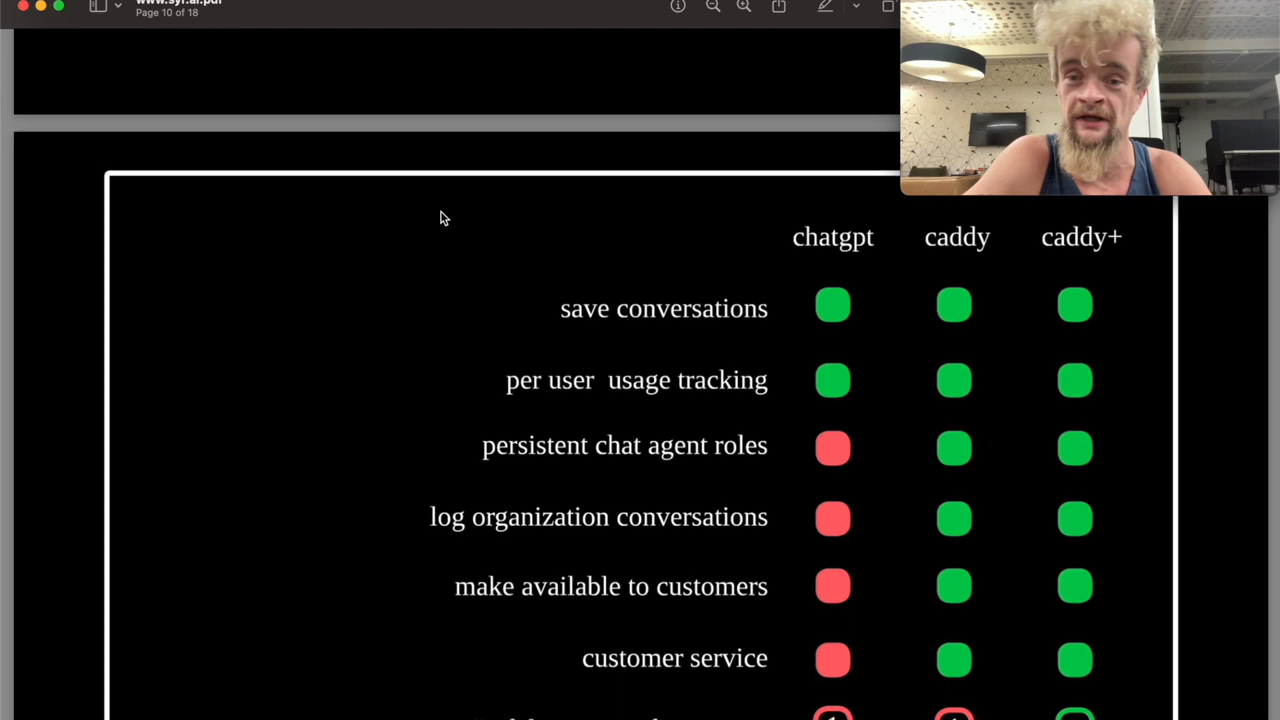 www.syr.ai.pdf
Page 10 of 18
chatgpt caddy caddy+
save conversations
per user usage tracking
persistent chat agent roles
log organization conversations
make available to customers
customer service